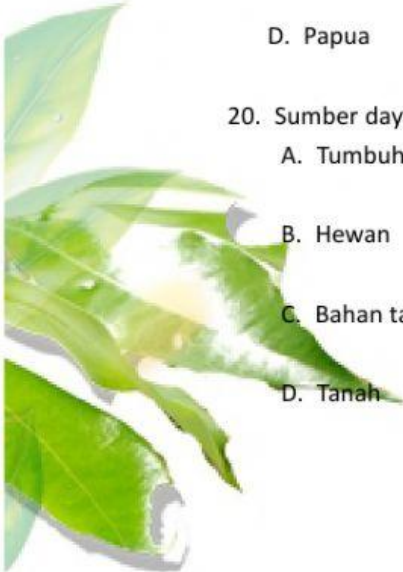 D. Papua
20. Sumber day
A. Tumbuh
B. Hewan
C. Bahan ta
D. Tanah